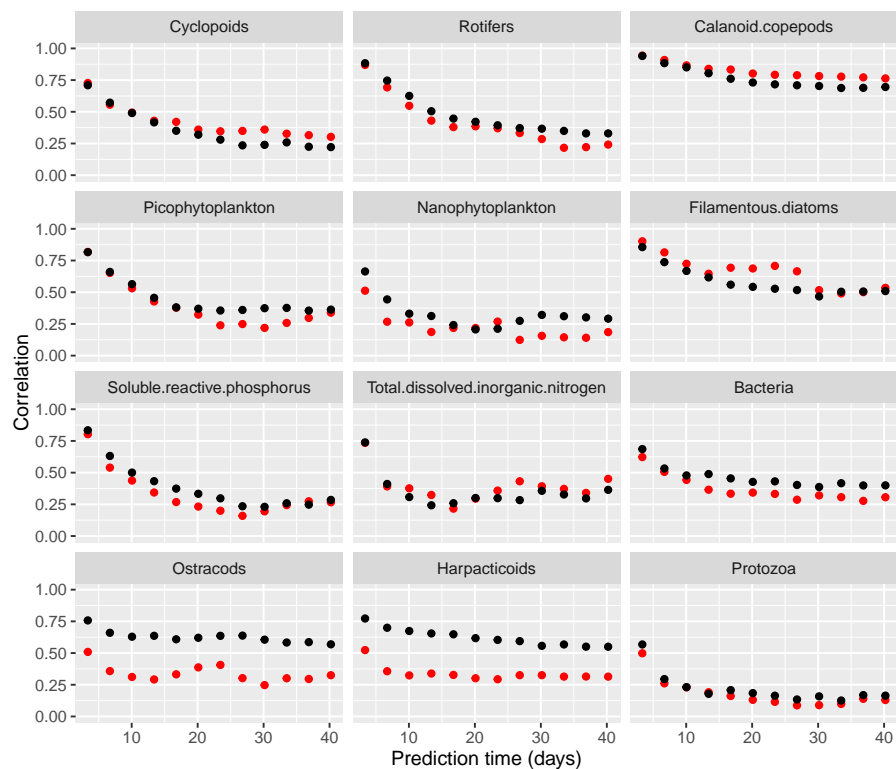 Cyclopoids Rotifers Calanoid.copepods
1.00
0.75
0.50
0.25
0.00
Picophytoplankton Nanophytoplankton Filamentous.diatoms
1.00
0.75
0.50
0.25
0.00
Correlation
Soluble.reactive.phosphorus Total.dissolved.inorganic.nitrogen Bacteria
1.00
0.75
0.50
0.25
0.00
Ostracods Harpacticoids Protozoa
1.00
0.75
0.50
0.25
0.00
10 20 30 40 10 20 30 40 10 20 30 40
Prediction time (days)